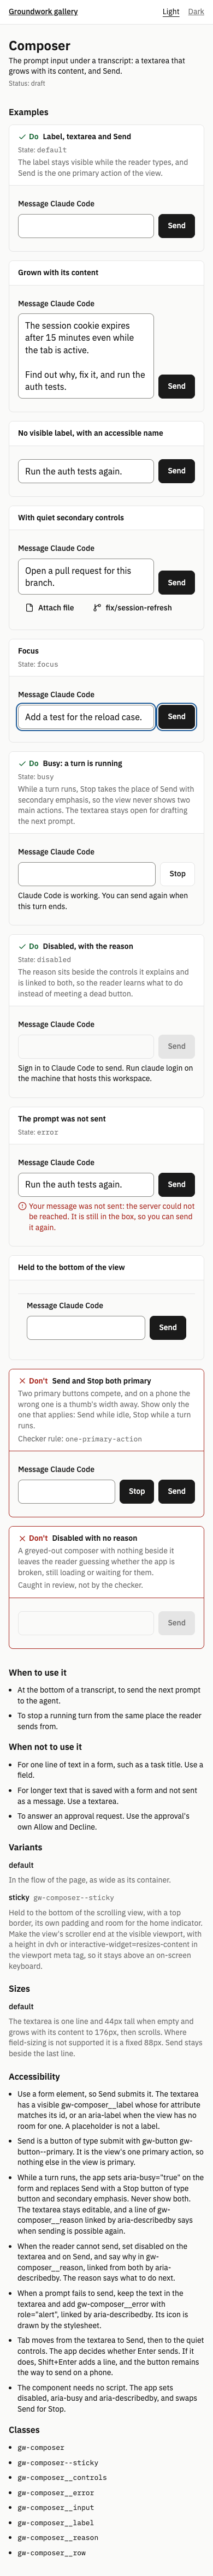 Groundwork gallery Light Dark
Composer
The prompt input under a transcript: a textarea that
grows with its content, and Send.
Status: draft
Examples
Do Label, textarea and Send
State: default
The label stays visible while the reader types, and
Send is the one primary action of the view.
Message Claude Code
Send
Grown with its content
Message Claude Code
The session cookie expires
after 15 minutes even while
the tab is active.
Find out why, fix it, and run the
auth tests.
Send
No visible label, with an accessible name
Run the auth tests again.
Send
With quiet secondary controls
Message Claude Code
Open a pull request for this
branch.
Send
Attach file fix/session-refresh
Focus
State: focus
Message Claude Code
Add a test for the reload case.
Send
Do Busy: a turn is running
State: busy
While a turn runs, Stop takes the place of Send with
secondary emphasis, so the view never shows two
main actions. The textarea stays open for drafting
the next prompt.
Message Claude Code
Stop
Claude Code is working. You can send again when
this turn ends.
Do Disabled, with the reason
State: disabled
The reason sits beside the controls it explains and
is linked to both, so the reader learns what to do
instead of meeting a dead button.
Message Claude Code
Send
Sign in to Claude Code to send. Run claude login on
the machine that hosts this workspace.
The prompt was not sent
State: error
Message Claude Code
Run the auth tests again.
Send
Your message was not sent: the server could not
be reached. It is still in the box, so you can send
it again.
Held to the bottom of the view
Message Claude Code
Send
Don't Send and Stop both primary
Two primary buttons compete, and on a phone the
wrong one is a thumb's width away. Show only the
one that applies: Send while idle, Stop while a turn
runs.
Checker rule: one-primary-action
Message Claude Code
Stop Send
Don't Disabled with no reason
A greyed-out composer with nothing beside it
leaves the reader guessing whether the app is
broken, still loading or waiting for them.
Caught in review, not by the checker.
Send
When to use it
• At the bottom of a transcript, to send the next prompt
to the agent.
• To stop a running turn from the same place the reader
sends from.
When not to use it
• For one line of text in a form, such as a task title. Use a
field.
• For longer text that is saved with a form and not sent
as a message. Use a textarea.
• To answer an approval request. Use the approval's
own Allow and Decline.
Variants
default
In the flow of the page, as wide as its container.
sticky gw-composer--sticky
Held to the bottom of the scrolling view, with a top
border, its own padding and room for the home indicator.
Make the view's scroller end at the visible viewport, with
a height in dvh or interactive-widget=resizes-content in
the viewport meta tag, so it stays above an on-screen
keyboard.
Sizes
default
The textarea is one line and 44px tall when empty and
grows with its content to 176px, then scrolls. Where
field-sizing is not supported it is a fixed 88px. Send stays
beside the last line.
Accessibility
• Use a form element, so Send submits it. The textarea
has a visible gw-composer__label whose for attribute
matches its id, or an aria-label when the view has no
room for one. A placeholder is not a label.
• Send is a button of type submit with gw-button gw-
button--primary. It is the view's one primary action, so
nothing else in the view is primary.
• While a turn runs, the app sets aria-busy="true" on the
form and replaces Send with a Stop button of type
button and secondary emphasis. Never show both. The
textarea stays editable, and a line of gw-
composer__reason linked by aria-describedby says
when sending is possible again.
• When the reader cannot send, set disabled on the
textarea and on Send, and say why in gw-
composer__reason, linked from both by aria-
describedby. The reason says what to do next.
• When a prompt fails to send, keep the text in the
textarea and add gw-composer__error with
role="alert", linked by aria-describedby. Its icon is
drawn by the stylesheet.
• Tab moves from the textarea to Send, then to the quiet
controls. The app decides whether Enter sends. If it
does, Shift+Enter adds a line, and the button remains
the way to send on a phone.
• The component needs no script. The app sets
disabled, aria-busy and aria-describedby, and swaps
Send for Stop.
Classes
• gw-composer
• gw-composer--sticky
• gw-composer__controls
• gw-composer__error
• gw-composer__input
• gw-composer__label
• gw-composer__reason
• gw-composer__row